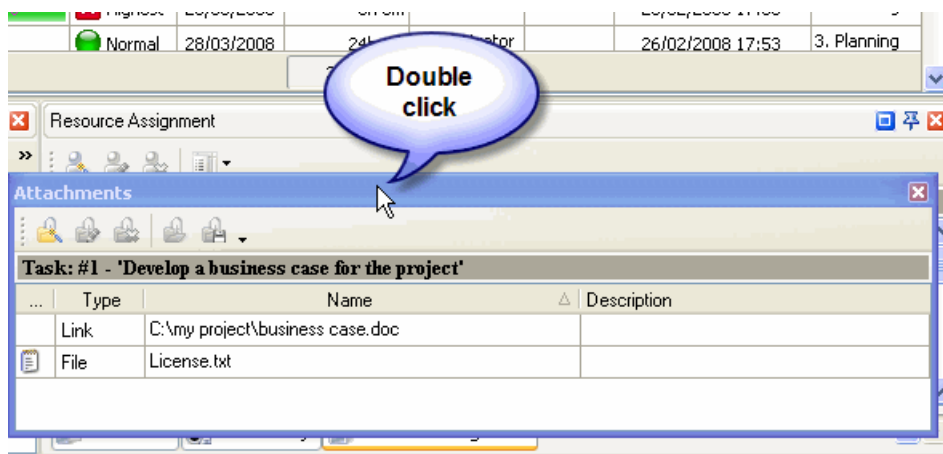 Normal 28/03/2008 26/02/2008 17:53 3. Planning
Double
click
Resource Assignment
Attachments
Task: #1 - 'Develop a business case for the project'
... Type Name Description
Link C:\my project\business case.doc
File License.txt